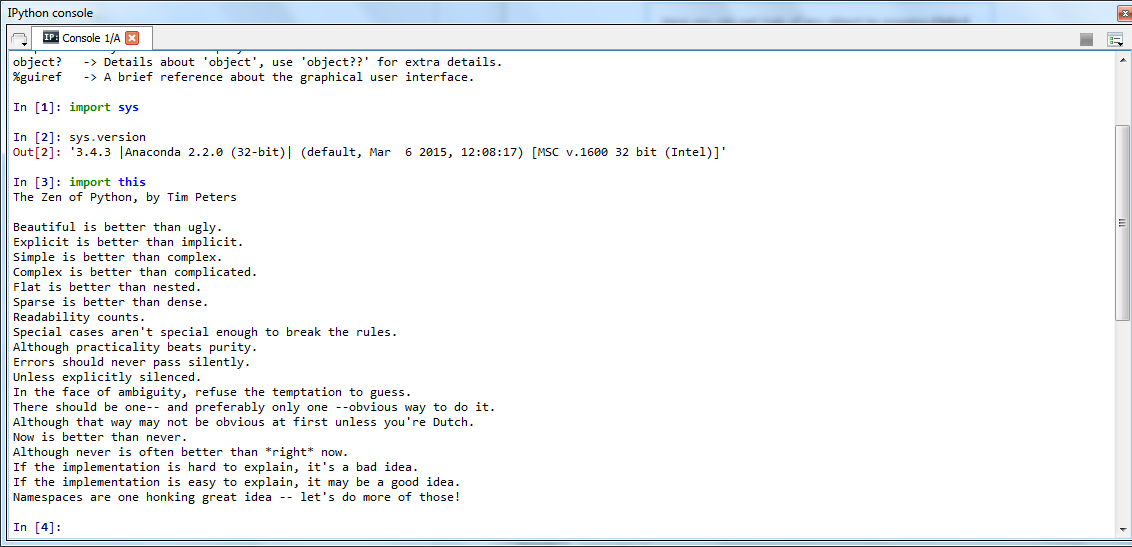 IPython console
IP: Console 1/A
object? -> Details about 'object', use 'object??' for extra details.
%guiref -> A brief reference about the graphical user interface.
In [1]: import sys
In [2]: sys.version
Out[2]: '3.4.3 |Anaconda 2.2.0 (32-bit)| (default, Mar  6 2015, 12:08:17) [MSC v.1600 32 bit (Intel)]'
In [3]: import this
The Zen of Python, by Tim Peters
Beautiful is better than ugly.
Explicit is better than implicit.
Simple is better than complex.
Complex is better than complicated.
Flat is better than nested.
Sparse is better than dense.
Readability counts.
Special cases aren't special enough to break the rules.
Although practicality beats purity.
Errors should never pass silently.
Unless explicitly silenced.
In the face of ambiguity, refuse the temptation to guess.
There should be one-- and preferably only one --obvious way to do it.
Although that way may not be obvious at first unless you're Dutch.
Now is better than never.
Although never is often better than *right* now.
If the implementation is hard to explain, it's a bad idea.
If the implementation is easy to explain, it may be a good idea.
Namespaces are one honking great idea -- let's do more of those!
In [4]: